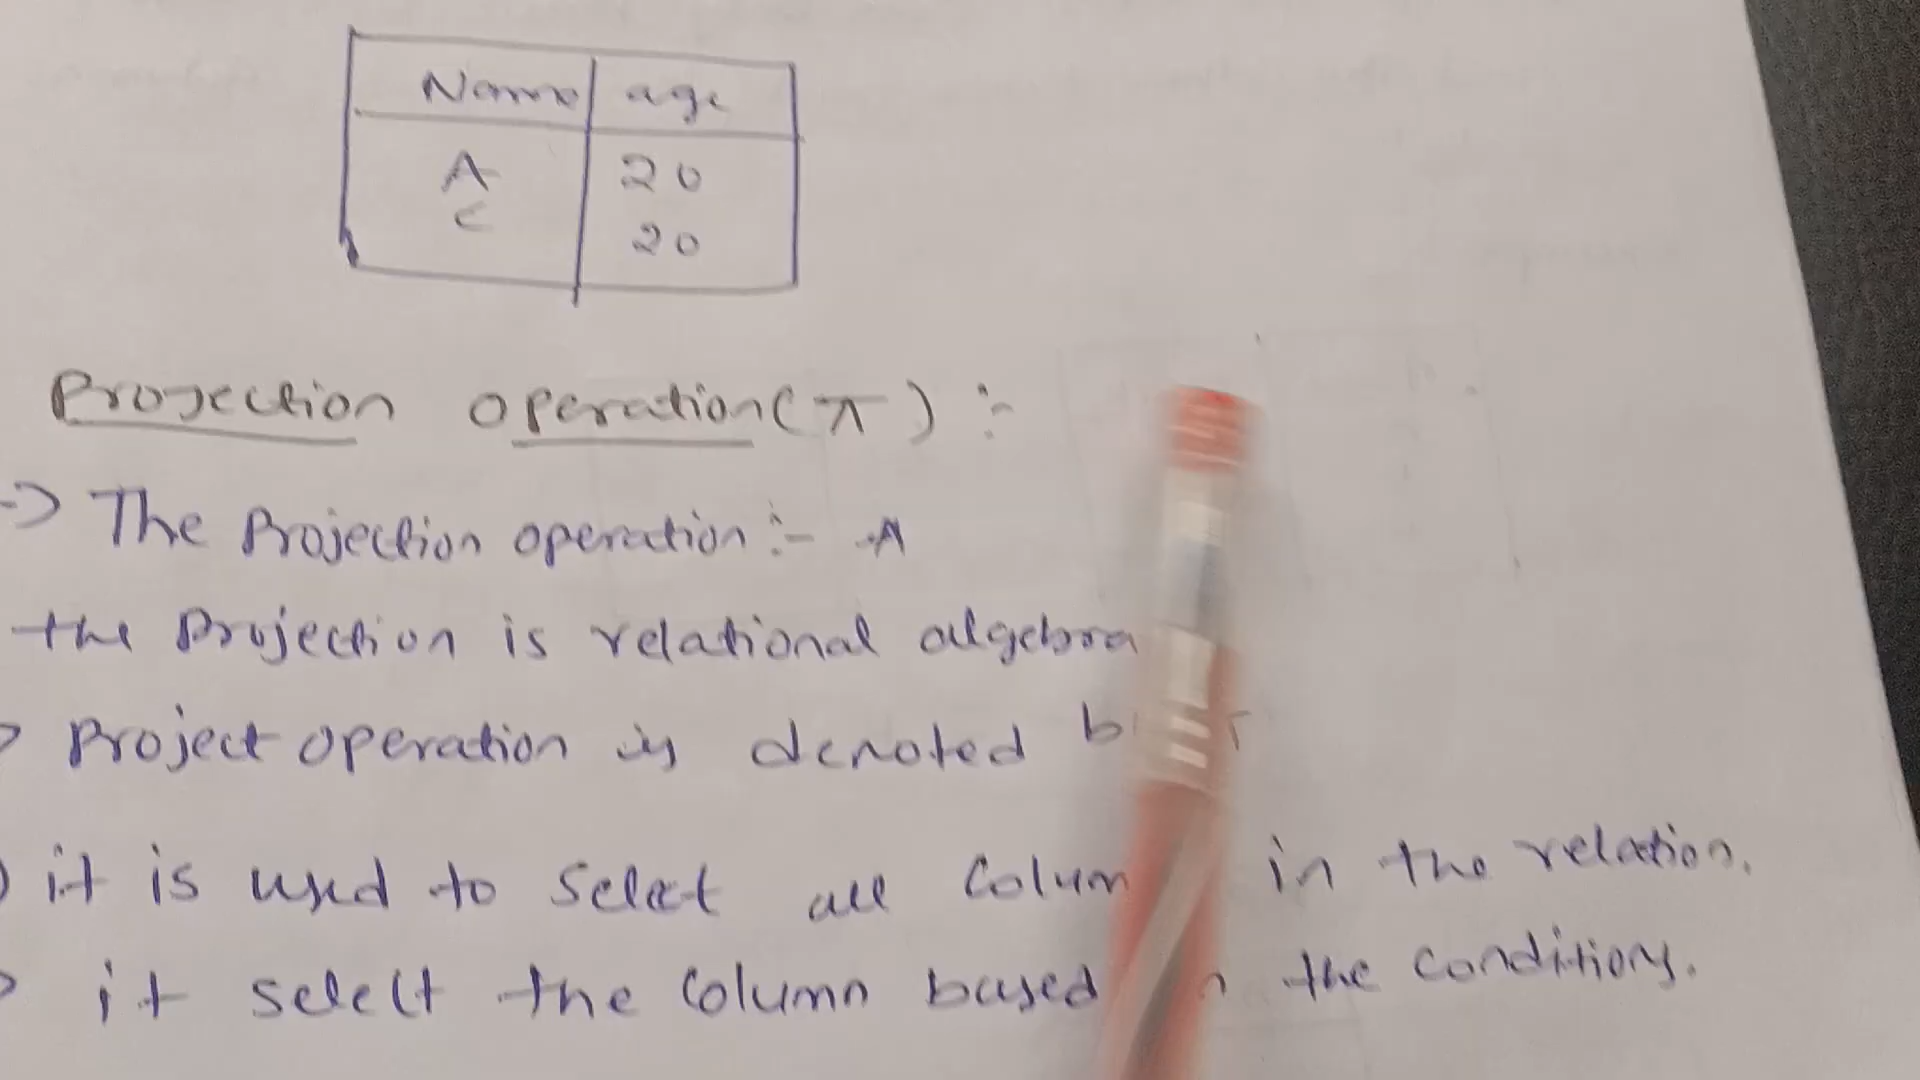 Name age
A 20
C 20
Projection operation (π) :-
-> The Projection operation :- A
the Projection is relational algebra
> Project operation is denoted
it is used to select all in the relation.
> it select the column based the conditions.